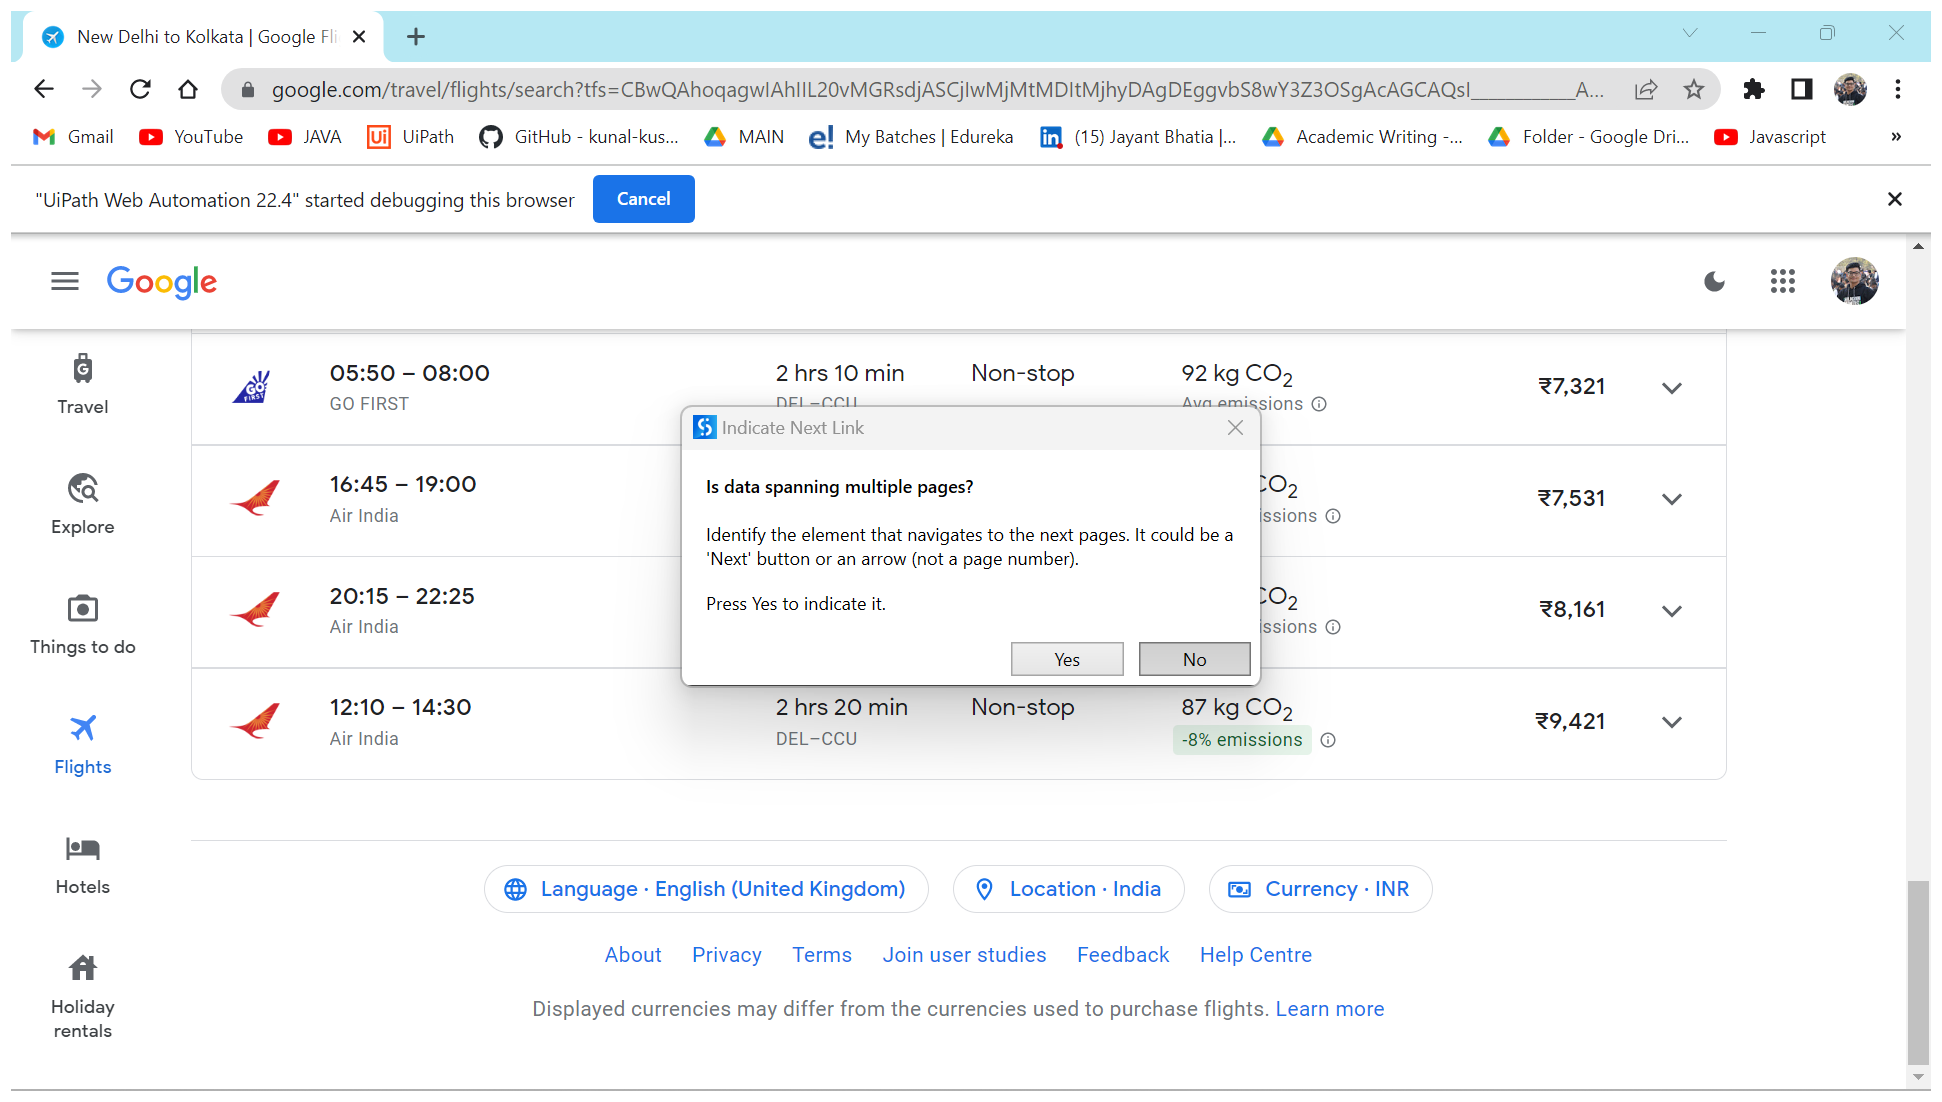 New Delhi to Kolkata | Google Fli
google.com/travel/flights/search?tfs=CBwQAhoqagwIAhIIL20vMGRsdjASCjIwMjMtMDItMjhyDAgDEggvbS8wY3Z3OSgAcAGCAQsI___________A...
Gmail YouTube JAVA UiPath GitHub - kunal-kus... MAIN My Batches | Edureka (15) Jayant Bhatia |... Academic Writing -... Folder - Google Dri... Javascript »
"UiPath Web Automation 22.4" started debugging this browser Cancel
Google
Travel
Explore
Things to do
Flights
Hotels
Holiday
rentals
05:50 – 08:00 2 hrs 10 min Non-stop 92 kg CO2 ₹7,321
GO FIRST DEL–CCU Avg emissions
16:45 – 19:00 CO2 ₹7,531
Air India issions
20:15 – 22:25 CO2 ₹8,161
Air India issions
12:10 – 14:30 2 hrs 20 min Non-stop 87 kg CO2 ₹9,421
Air India DEL–CCU -8% emissions
Indicate Next Link
Is data spanning multiple pages?
Identify the element that navigates to the next pages. It could be a
'Next' button or an arrow (not a page number).
Press Yes to indicate it.
Yes No
Language · English (United Kingdom) Location · India Currency · INR
About Privacy Terms Join user studies Feedback Help Centre
Displayed currencies may differ from the currencies used to purchase flights. Learn more